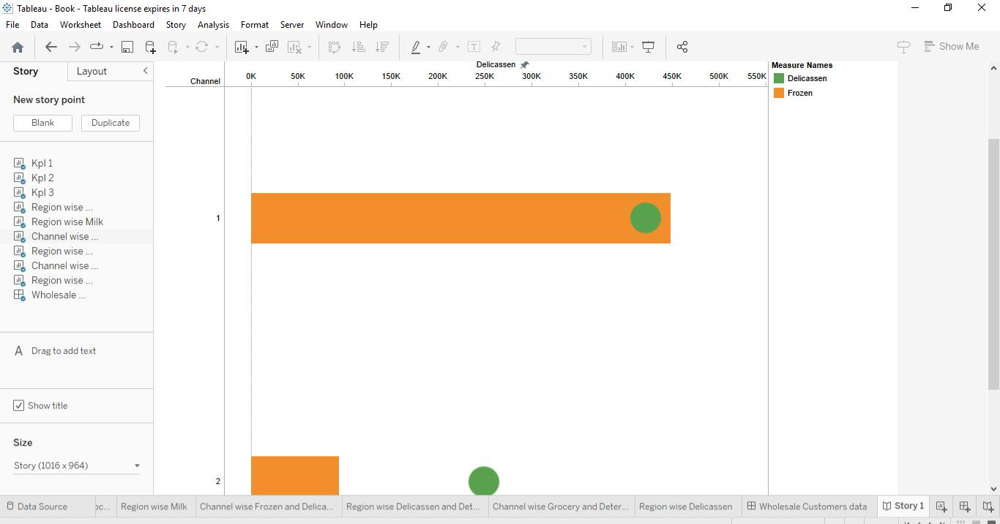 Tableau - Book - Tableau license expires in 7 days
File Data Worksheet Dashboard Story Analysis Format Server Window Help
Show Me
Story Layout
New story point
Blank Duplicate
Kpl 1
Kpl 2
Kpl 3
Region wise ...
Region wise Milk
Channel wise ...
Region wise ...
Channel wise ...
Region wise ...
Wholesale ...
A Drag to add text
Show title
Size
Story (1016 x 964)
Delicassen
Channel 0K 50K 100K 150K 200K 250K 300K 350K 400K 450K 500K 550K
1
2
Measure Names
Delicassen
Frozen
Data Source oc... Region wise Milk Channel wise Frozen and Delica... Region wise Delicassen and Det... Channel wise Grocery and Deter... Region wise Delicassen Wholesale Customers data Story 1